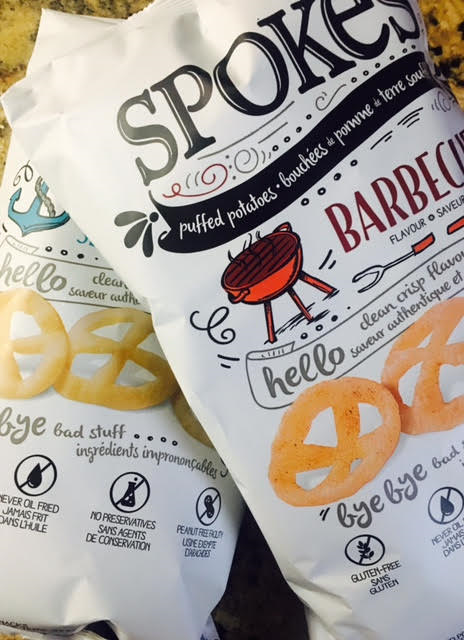 SPOKES
puffed potatoes • bouchées de pomme de terre
BARBECU
FLAVOUR • SAVEUR
hello clean crisp flavou
saveur authentique et
bye bye bad
GLUTEN-FREE
SANS
GLUTEN
NEVER OIL
JAMAIS
DANS
hello clean
saveur authe
bye bad stuff
ingrédients imprononçables
NEVER OIL FRIED
JAMAIS FRIT
DANS L'HUILE
NO PRESERVATIVES
SANS AGENTS
DE CONSERVATION
PEANUT FREE FACILITY
USINE EXEMPTE
D'ARACHIDES